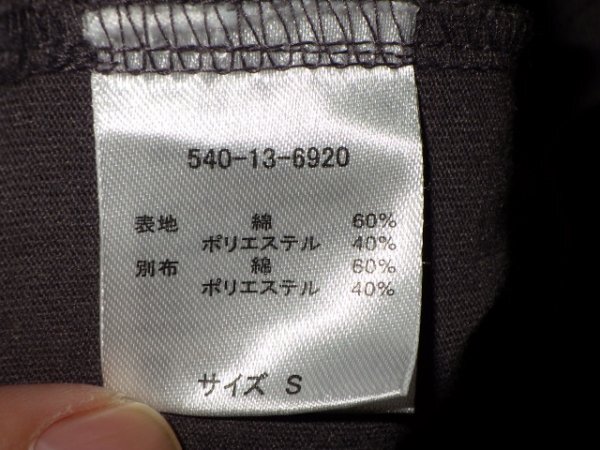 540-13-6920
表地 綿 60%
ポリエステル 40%
別布 綿 60%
ポリエステル 40%
サイズ S